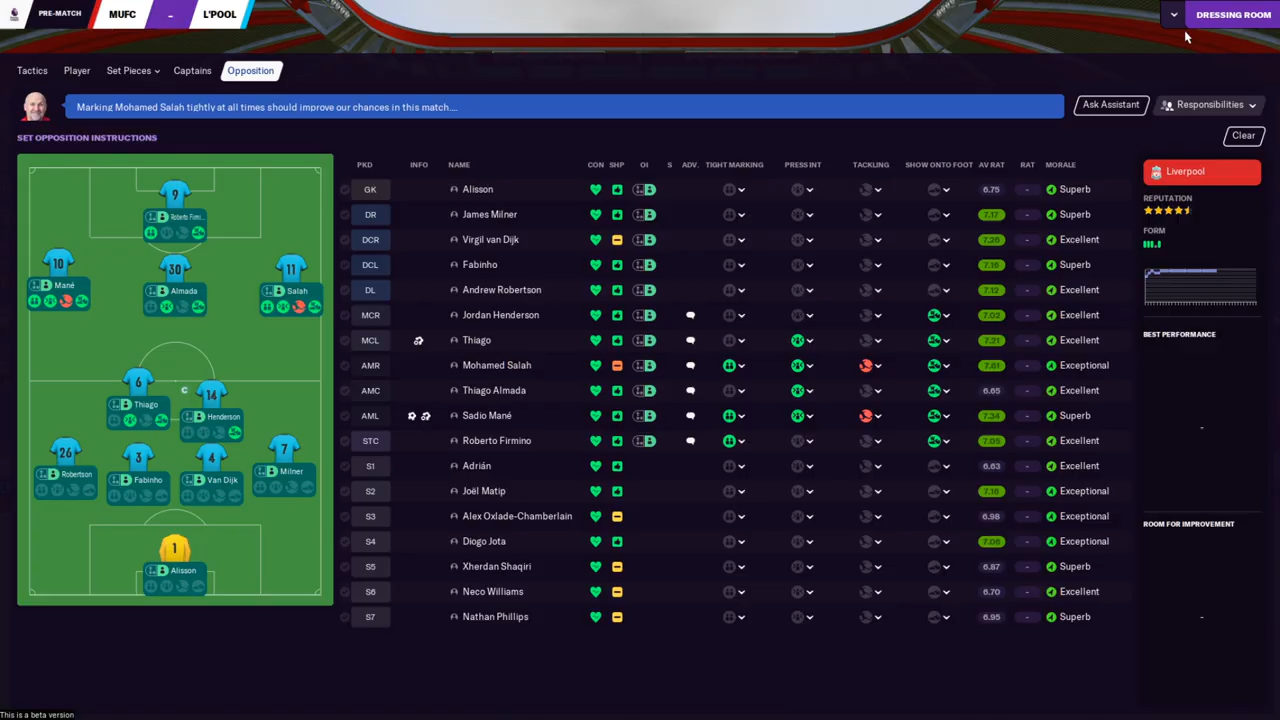 PRE-MATCH MUFC - L'POOL DRESSING ROOM
Tactics Player Set Pieces Captains Opposition
Marking Mohamed Salah tightly at all times should improve our chances in this match.... Ask Assistant Responsibilities
SET OPPOSITION INSTRUCTIONS Clear
9
Roberto Firmi...
10
Mané
30
Almada
11
Salah
6
Thiago
C
14
Henderson
26
Robertson
3
Fabinho
4
Van Dijk
7
Milner
1
Alisson
PKD INFO NAME CON SHP OI S ADV. TIGHT MARKING PRESS INT TACKLING SHOW ONTO FOOT AV RAT RAT MORALE
GK Alisson 6.75 - Superb
DR James Milner 7.17 - Superb
DCR Virgil van Dijk 7.26 - Excellent
DCL Fabinho 7.15 - Superb
DL Andrew Robertson 7.12 - Excellent
MCR Jordan Henderson 7.02 - Excellent
MCL Thiago 7.21 - Excellent
AMR Mohamed Salah 7.61 - Exceptional
AMC Thiago Almada 6.65 - Excellent
AML Sadio Mané 7.34 - Superb
STC Roberto Firmino 7.05 - Excellent
S1 Adrián 6.63 - Excellent
S2 Joël Matip 7.16 - Exceptional
S3 Alex Oxlade-Chamberlain 6.98 - Exceptional
S4 Diogo Jota 7.06 - Exceptional
S5 Xherdan Shaqiri 6.87 - Superb
S6 Neco Williams 6.70 - Excellent
S7 Nathan Phillips 6.95 - Superb
Liverpool
REPUTATION
FORM
BEST PERFORMANCE
-
ROOM FOR IMPROVEMENT
-
This is a beta version